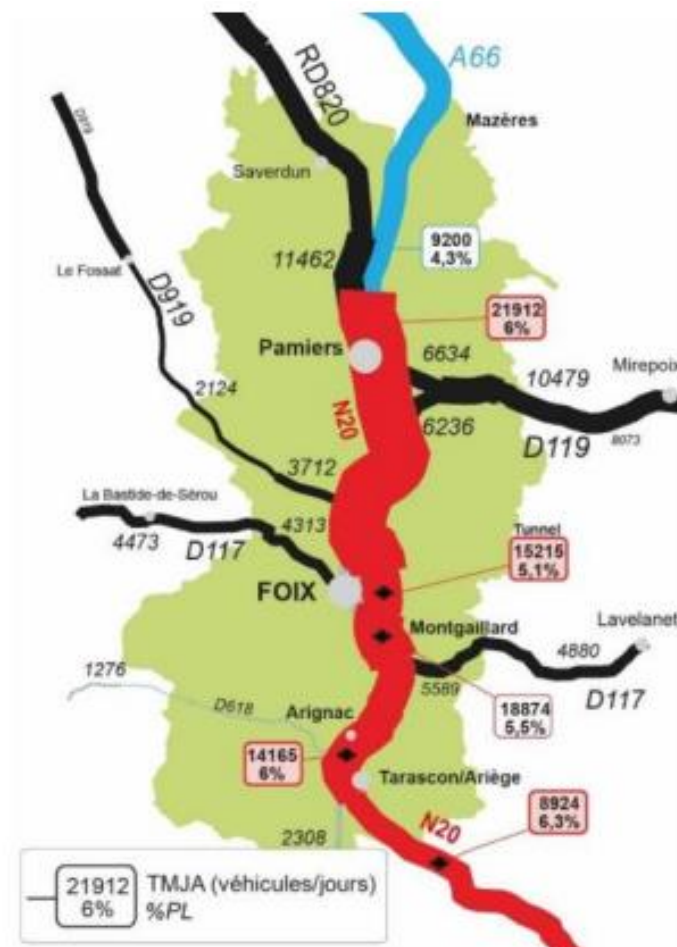 A66
RD820
D919
Mazères
Saverdun
9200
4,3%
11462
Le Fossat
D919
21912
6%
Pamiers
6634
10479
Mirepoix
2124
N20
6236
D119
8073
3712
La Bastide-de-Sérou
4313
4473
D117
Tunnel
15215
5,1%
FOIX
Montgaillard
Lavelanet
4880
1276
5589
D117
D618
18874
5,5%
Arignac
14165
6%
Tarascon/Ariège
8924
6,3%
N20
2308
21912
6%
TMJA (véhicules/jours)
%PL